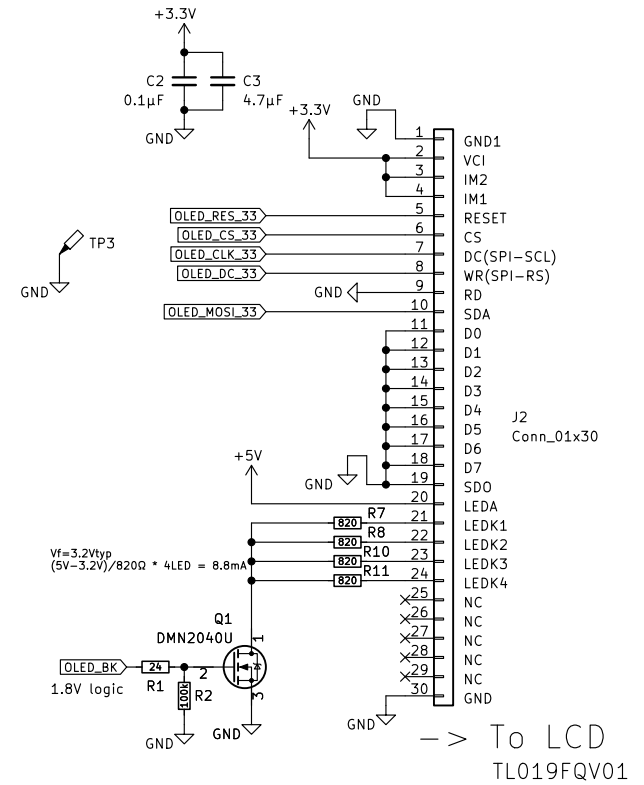 +3.3V
C2
0.1µF
C3
4.7µF
GND
+3.3V
GND
1 GND1
2 VCI
3 IM2
4 IM1
OLED_RES_33 5 RESET
OLED_CS_33 6 CS
TP3
OLED_CLK_33 7 DC(SPI-SCL)
OLED_DC_33 8 WR(SPI-RS)
GND
GND 9 RD
OLED_MOSI_33 10 SDA
11 D0
12 D1
13 D2
14 D3
15 D4
J2
16 D5
Conn_01x30
17 D6
18 D7
+5V
GND
19 SDO
20 LEDA
R7
820 21 LEDK1
R8
820 22 LEDK2
R10
820 23 LEDK3
R11
820 24 LEDK4
Vf=3.2Vtyp
(5V-3.2V)/820Ω * 4LED = 8.8mA
25 NC
26 NC
27 NC
28 NC
29 NC
30 GND
Q1
DMN2040U
1
2
3
OLED_BK
24
1.8V logic
R1
100k
R2
GND
GND
GND
-> To LCD
TL019FQV01